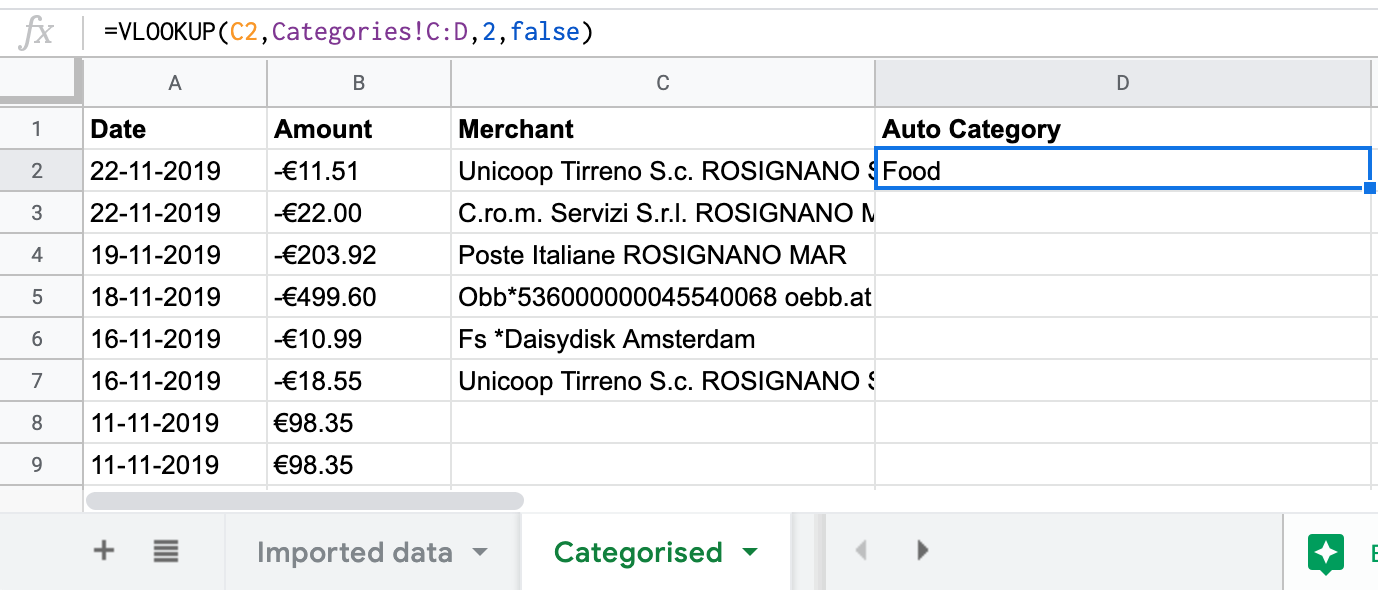 fx =VLOOKUP(C2,Categories!C:D,2,false)
A B C D
1 Date Amount Merchant Auto Category
2 22-11-2019 -€11.51 Unicoop Tirreno S.c. ROSIGNANO Food
3 22-11-2019 -€22.00 C.ro.m. Servizi S.r.l. ROSIGNANO
4 19-11-2019 -€203.92 Poste Italiane ROSIGNANO MAR
5 18-11-2019 -€499.60 Obb*536000000045540068 oebb.at
6 16-11-2019 -€10.99 Fs *Daisydisk Amsterdam
7 16-11-2019 -€18.55 Unicoop Tirreno S.c. ROSIGNANO
8 11-11-2019 €98.35
9 11-11-2019 €98.35
Imported data Categorised